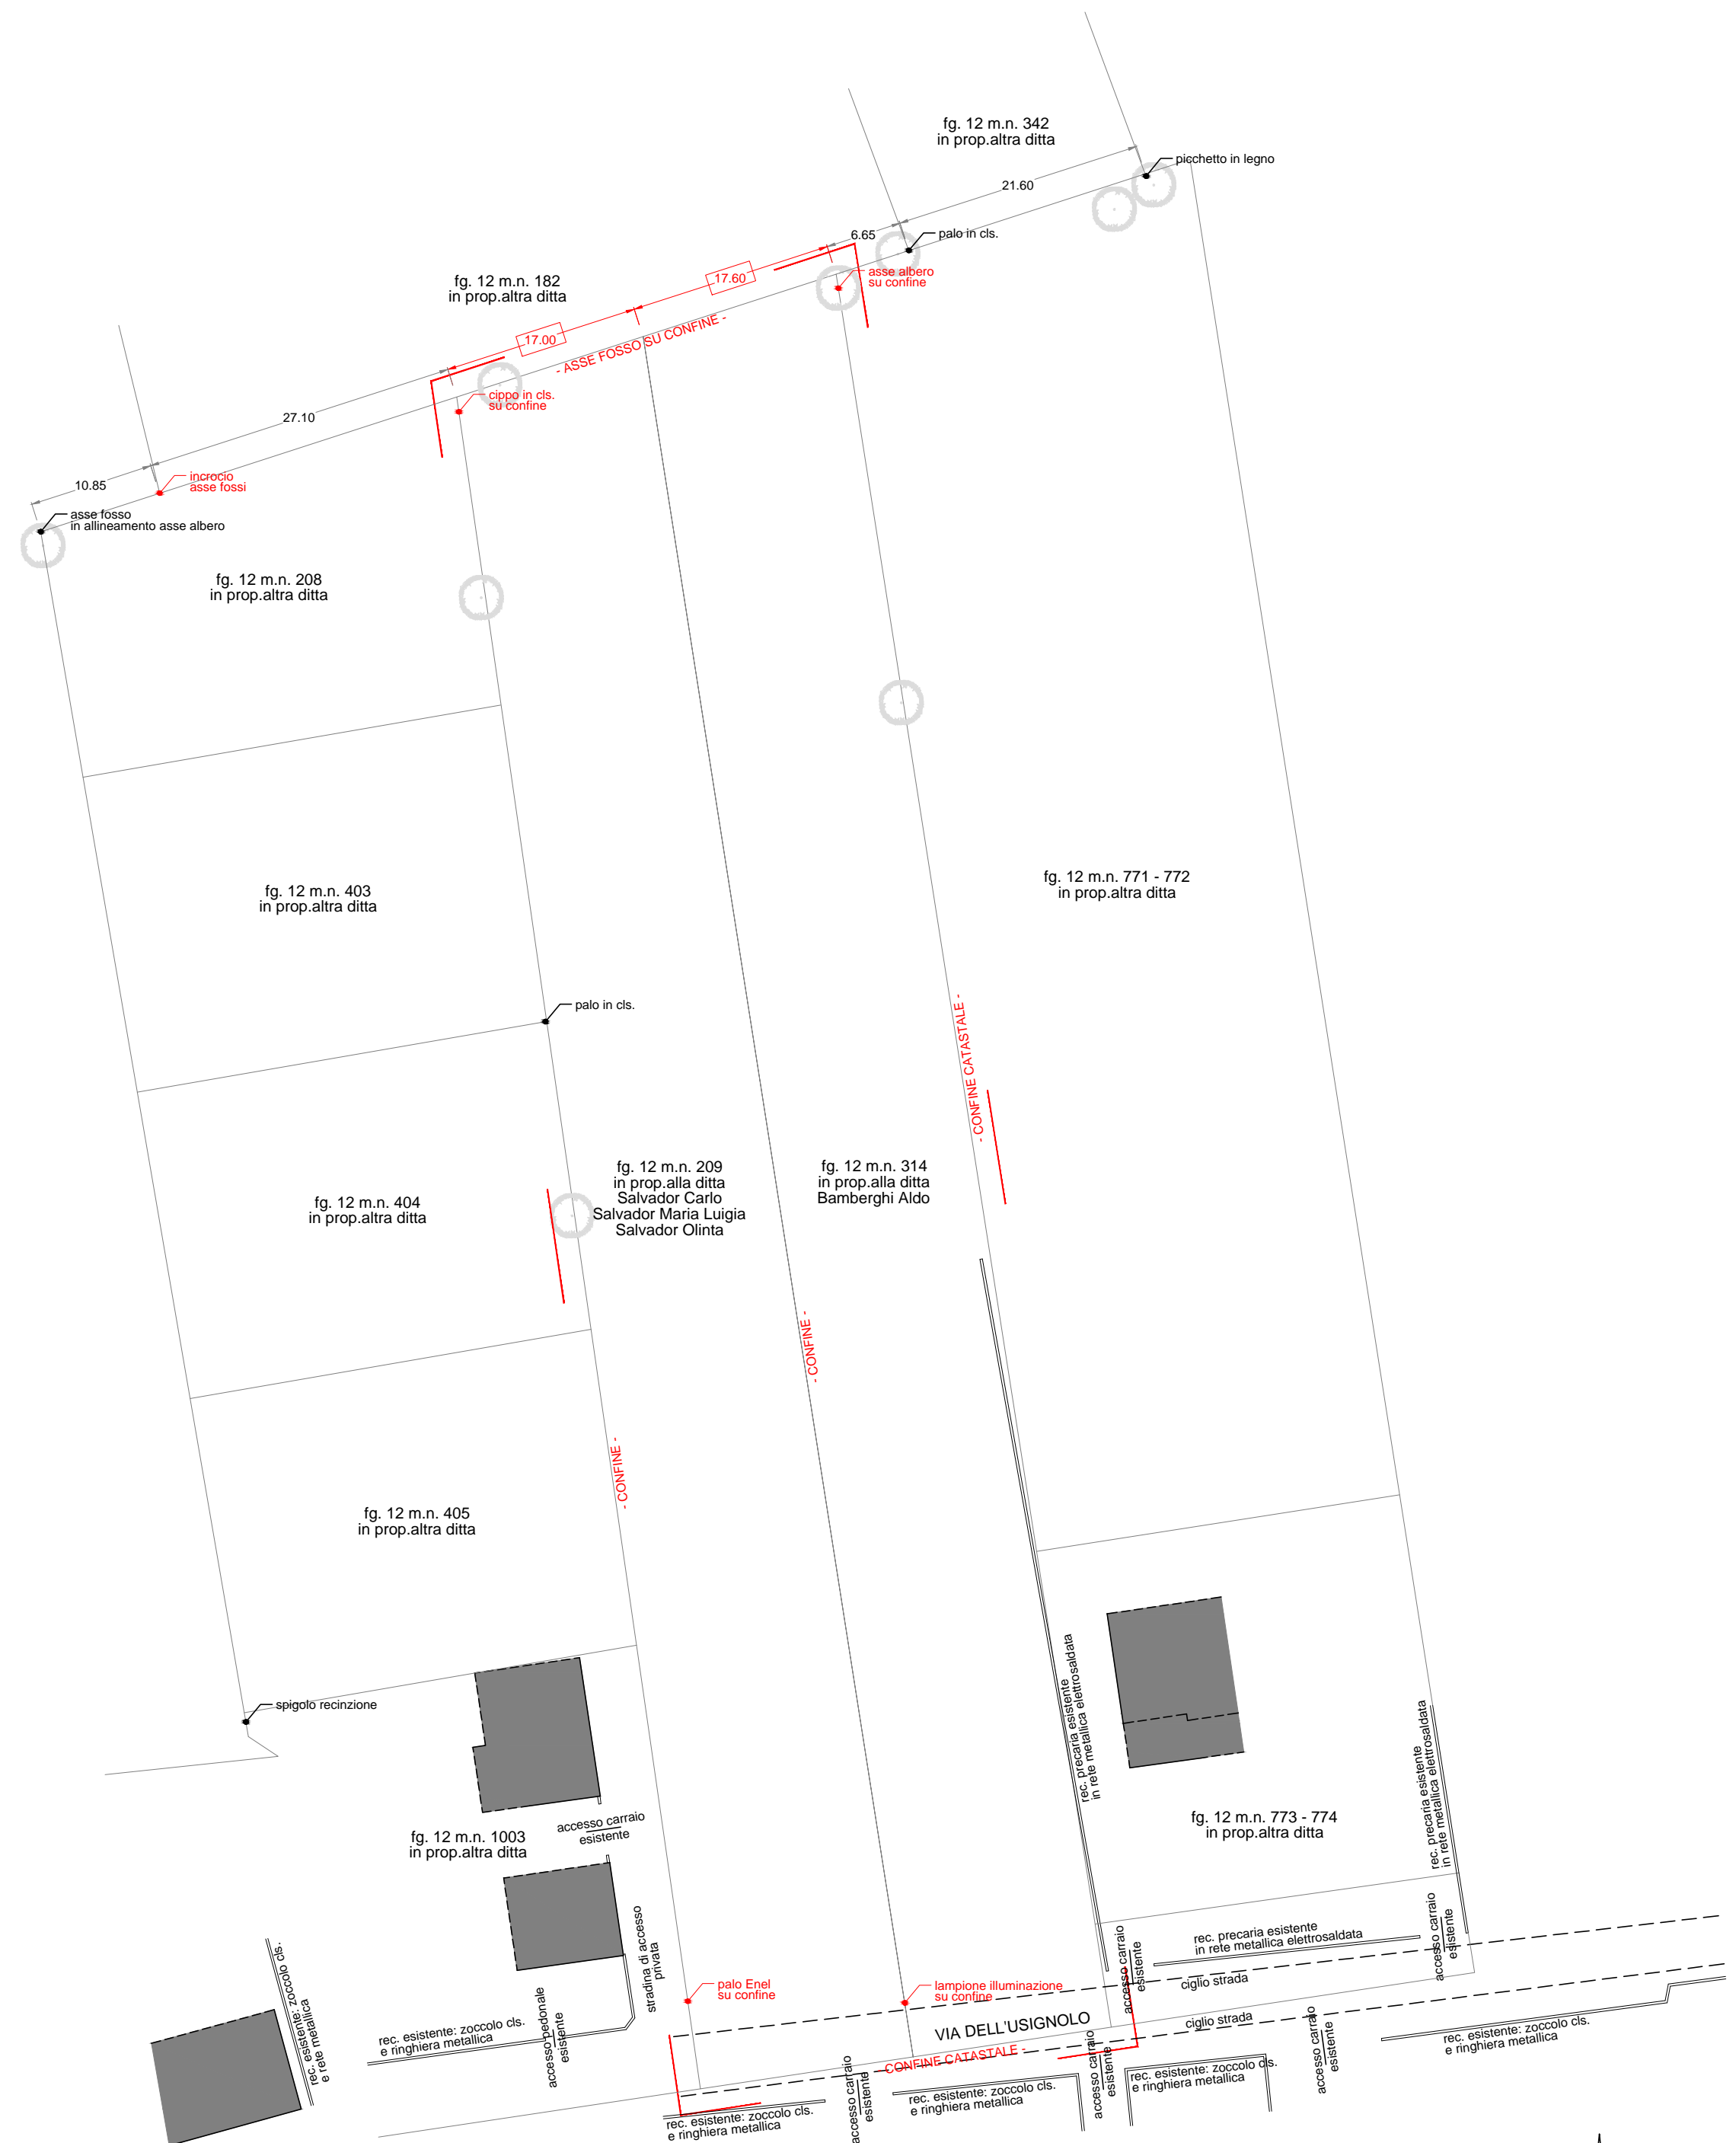 fg. 12 m.n. 342
in prop.altra ditta
picchetto in legno
21.60
6.65
palo in cls.
asse albero
su confine
fg. 12 m.n. 182
in prop.altra ditta
17.60
17.00
- ASSE FOSSO SU CONFINE -
cippo in cls.
su confine
27.10
incrocio
asse fossi
10.85
asse fosso
in allineamento asse albero
fg. 12 m.n. 208
in prop.altra ditta
fg. 12 m.n. 403
in prop.altra ditta
fg. 12 m.n. 771 - 772
in prop.altra ditta
palo in cls.
- CONFINE CATASTALE -
fg. 12 m.n. 404
in prop.altra ditta
fg. 12 m.n. 209
in prop.alla ditta
Salvador Carlo
Salvador Maria Luigia
Salvador Olinta
fg. 12 m.n. 314
in prop.alla ditta
Bamberghi Aldo
- CONFINE -
- CONFINE -
fg. 12 m.n. 405
in prop.altra ditta
spigolo recinzione
rec. precaria esistente
in rete metallica elettrosaldata
rec. precaria esistente
in rete metallica elettrosaldata
fg. 12 m.n. 773 - 774
in prop.altra ditta
accesso carraio
esistente
fg. 12 m.n. 1003
in prop.altra ditta
stradina di accesso
privata
rec. esistente: zoccolo cls.
e rete metallica
rec. esistente: zoccolo cls.
e ringhiera metallica
accesso pedonale
esistente
palo Enel
su confine
lampione illuminazione
su confine
accesso carraio
esistente
rec. precaria esistente
in rete metallica elettrosaldata
accesso carraio
esistente
ciglio strada
VIA DELL'USIGNOLO
ciglio strada
- CONFINE CATASTALE -
rec. esistente: zoccolo cls.
e ringhiera metallica
accesso carraio
esistente
rec. esistente: zoccolo cls.
e ringhiera metallica
accesso carraio
esistente
rec. esistente: zoccolo cls.
e ringhiera metallica
accesso carraio
esistente
rec. esistente: zoccolo cls.
e ringhiera metallica